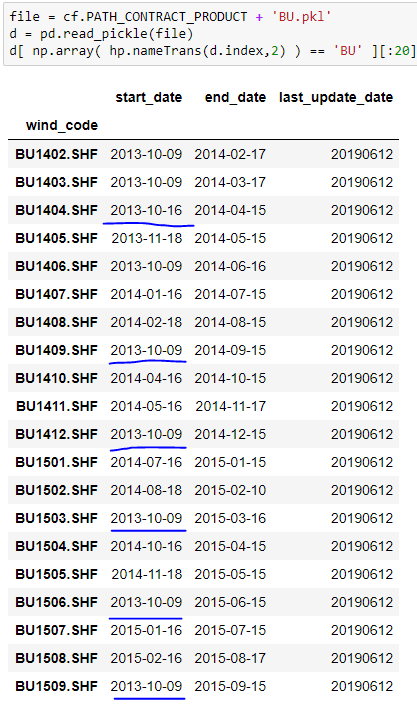 file = cf.PATH_CONTRACT_PRODUCT + 'BU.pkl'
d = pd.read_pickle(file)
d[ np.array( hp.nameTrans(d.index,2) ) == 'BU' ][:20]
start_date end_date last_update_date
wind_code
BU1402.SHF 2013-10-09 2014-02-17 20190612
BU1403.SHF 2013-10-09 2014-03-17 20190612
BU1404.SHF 2013-10-16 2014-04-15 20190612
BU1405.SHF 2013-11-18 2014-05-15 20190612
BU1406.SHF 2013-10-09 2014-06-16 20190612
BU1407.SHF 2014-01-16 2014-07-15 20190612
BU1408.SHF 2014-02-18 2014-08-15 20190612
BU1409.SHF 2013-10-09 2014-09-15 20190612
BU1410.SHF 2014-04-16 2014-10-15 20190612
BU1411.SHF 2014-05-16 2014-11-17 20190612
BU1412.SHF 2013-10-09 2014-12-15 20190612
BU1501.SHF 2014-07-16 2015-01-15 20190612
BU1502.SHF 2014-08-18 2015-02-10 20190612
BU1503.SHF 2013-10-09 2015-03-16 20190612
BU1504.SHF 2014-10-16 2015-04-15 20190612
BU1505.SHF 2014-11-18 2015-05-15 20190612
BU1506.SHF 2013-10-09 2015-06-15 20190612
BU1507.SHF 2015-01-16 2015-07-15 20190612
BU1508.SHF 2015-02-16 2015-08-17 20190612
BU1509.SHF 2013-10-09 2015-09-15 20190612